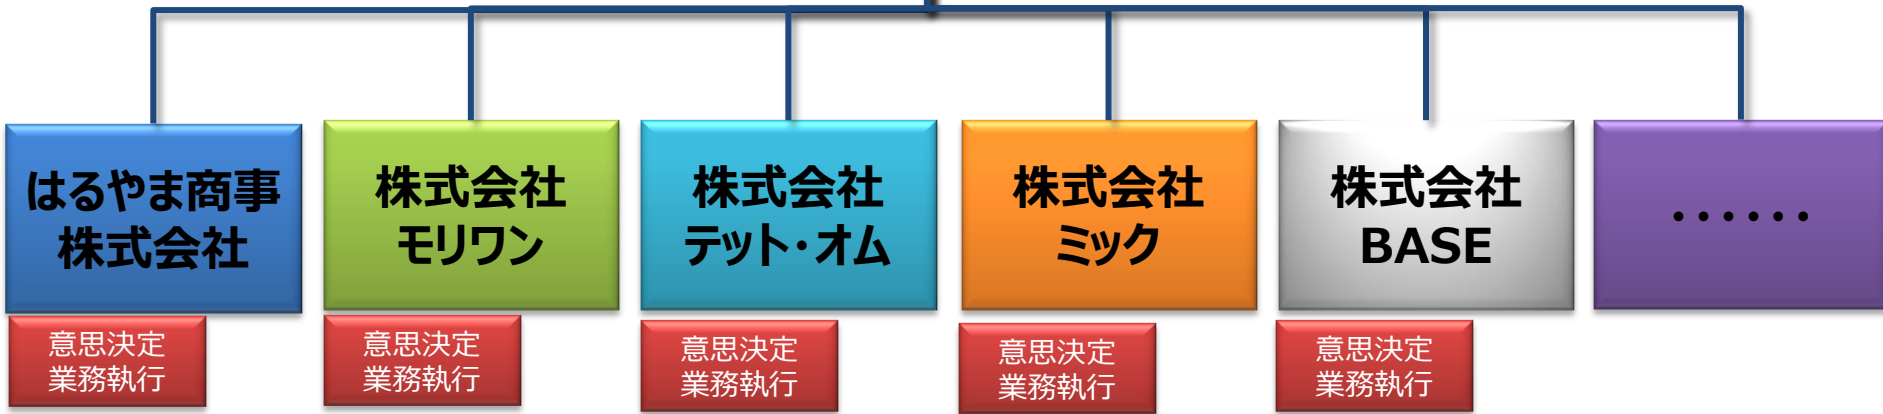 はるやま商事
株式会社
株式会社
モリワン
株式会社
テット・オム
株式会社
ミック
株式会社
BASE
・・・・・・
意思決定
業務執行
意思決定
業務執行
意思決定
業務執行
意思決定
業務執行
意思決定
業務執行